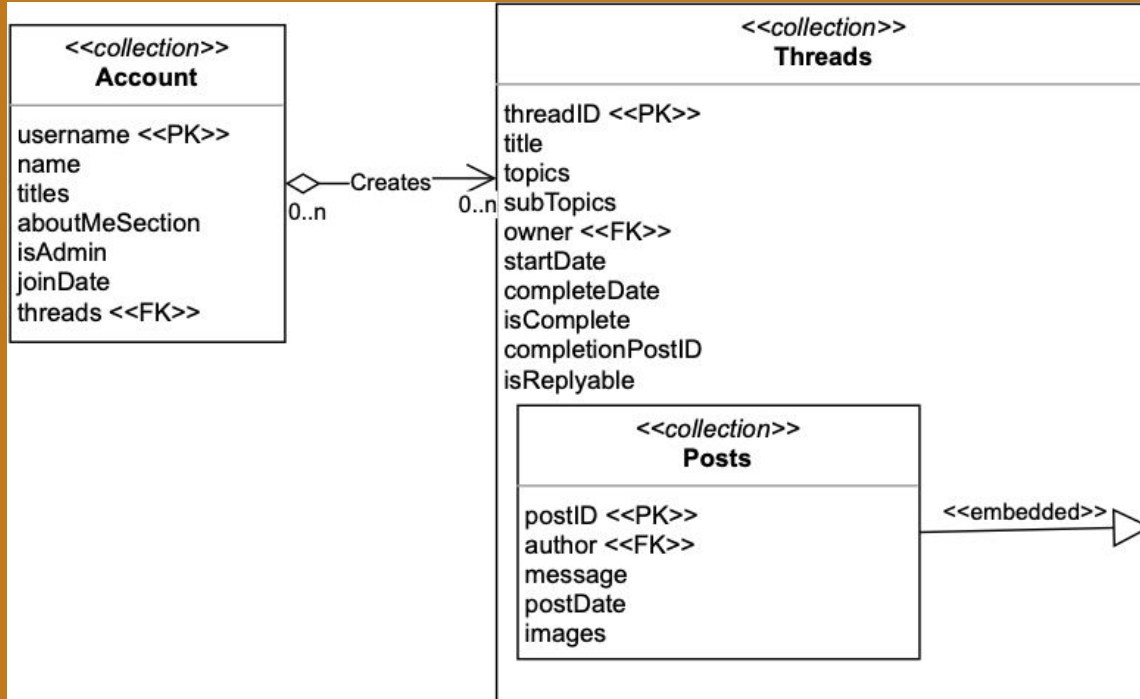 <<collection>>
Account
username <<PK>>
name
titles
aboutMeSection
isAdmin
joinDate
threads <<FK>>
Creates
0..n
0..n
<<collection>>
Threads
threadID <<PK>>
title
topics
subTopics
owner <<FK>>
startDate
completeDate
isComplete
completionPostID
isReplyable
<<collection>>
Posts
postID <<PK>>
author <<FK>>
message
postDate
images
<<embedded>>